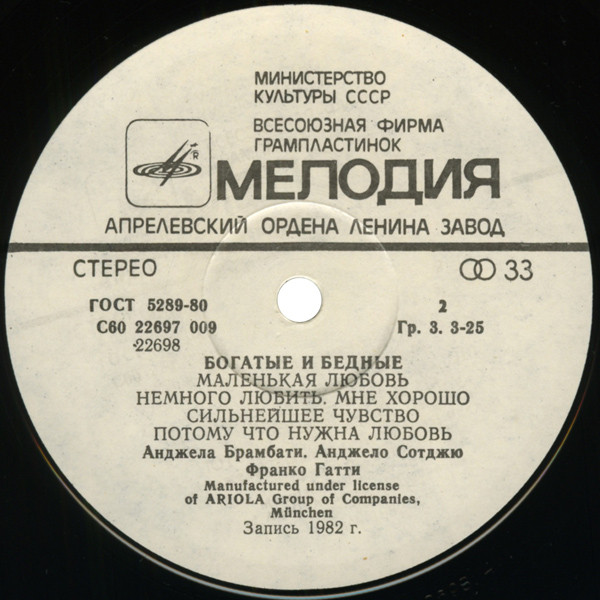 МИНИСТЕРСТВО
КУЛЬТУРЫ СССР
ВСЕСОЮЗНАЯ ФИРМА
ГРАМПЛАСТИНОК
R
МЕЛОДИЯ
АПРЕЛЕВСКИЙ ОРДЕНА ЛЕНИНА ЗАВОД
СТЕРЕО 33
ГОСТ 5289-80 2
С60 22697 009 Гр. 3. 3-25
·22698
БОГАТЫЕ И БЕДНЫЕ
МАЛЕНЬКАЯ ЛЮБОВЬ
НЕМНОГО ЛЮБИТЬ. МНЕ ХОРОШО
СИЛЬНЕЙШЕЕ ЧУВСТВО
ПОТОМУ ЧТО НУЖНА ЛЮБОВЬ
Анджела Брамбати. Анджело Сотджю
Франко Гатти
Manufactured under license
of ARIOLA Group of Companies,
München
Запись 1982 г.